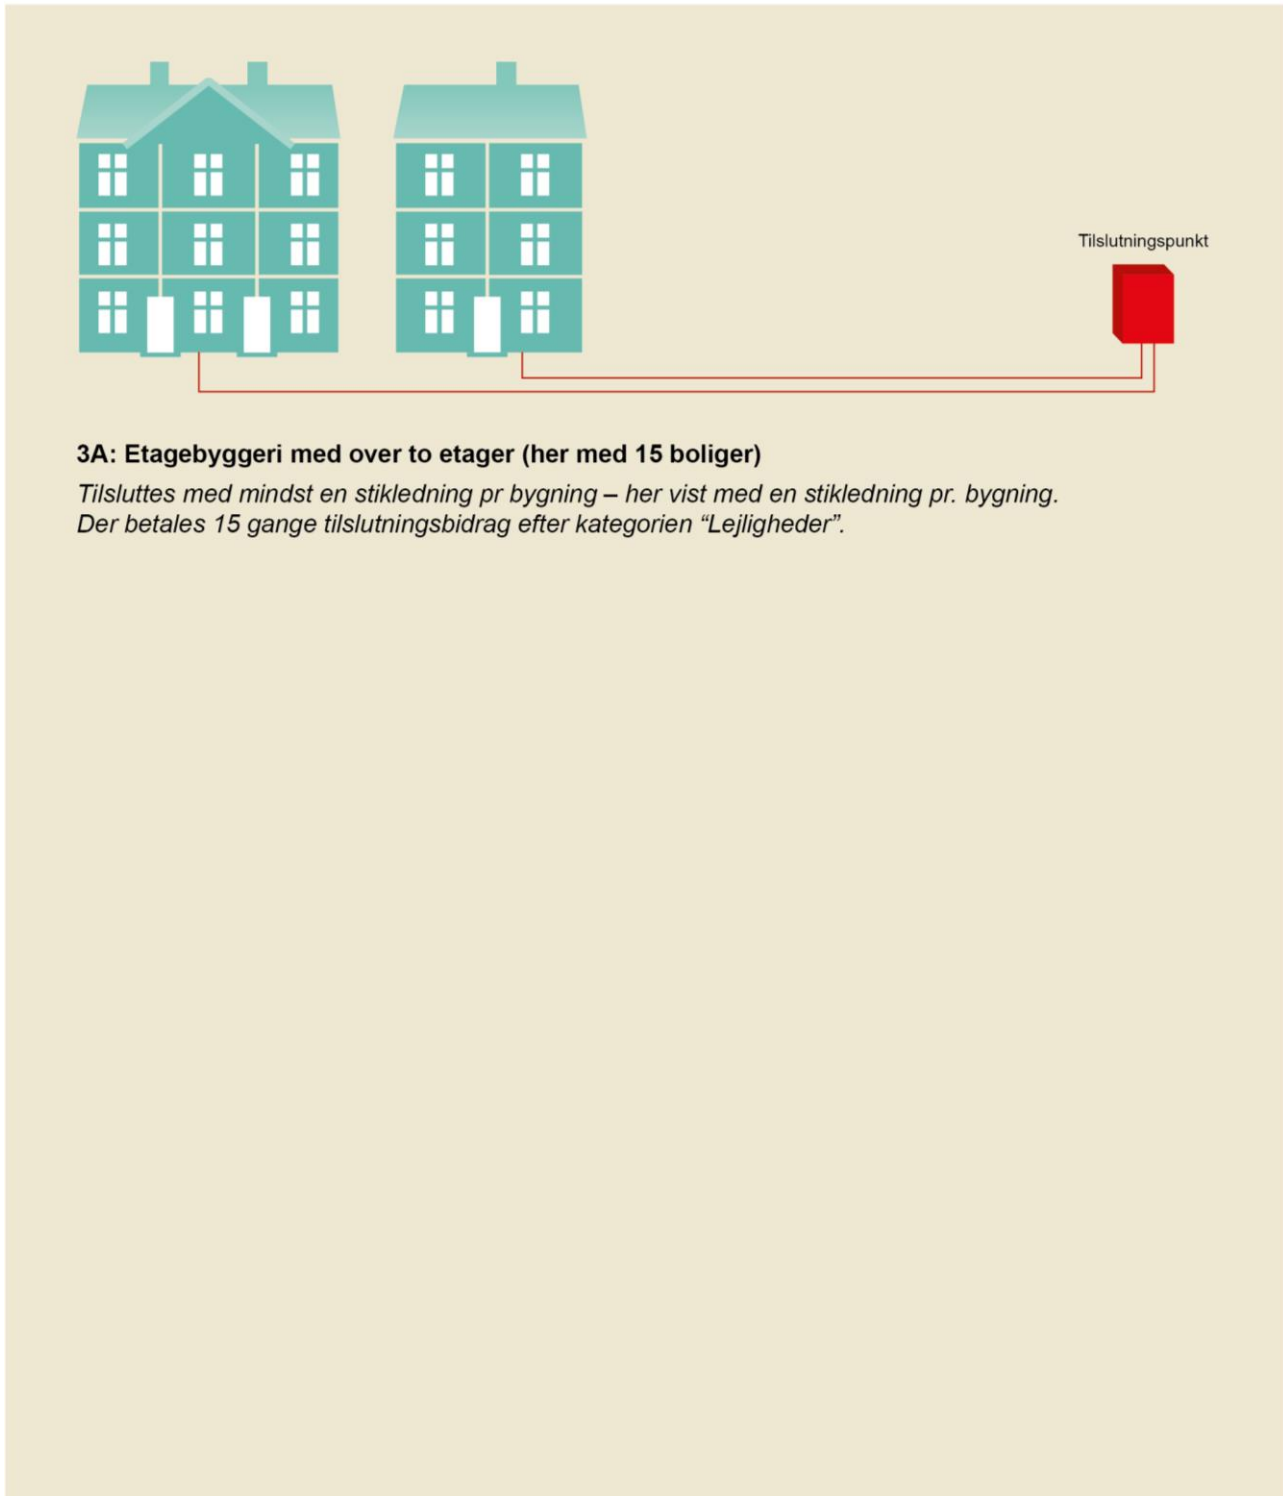 Tilslutningspunkt
3A: Etagebyggeri med over to etager (her med 15 boliger)
Tilsluttes med mindst en stikledning pr bygning – her vist med en stikledning pr. bygning.
Der betales 15 gange tilslutningsbidrag efter kategorien “Lejligheder”.